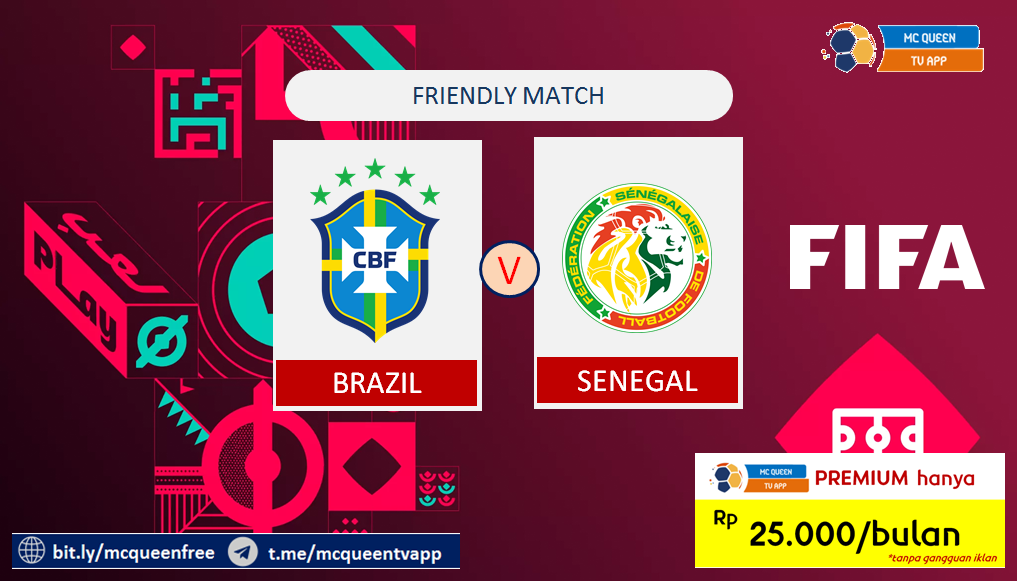 MC QUEEN
TV APP
FRIENDLY MATCH
CBF
BRAZIL
V
FÉDÉRATION SÉNÉGALAISE DE FOOTBALL
SENEGAL
FIFA
PLay
MC QUEEN
TV APP
PREMIUM hanya
Rp 25.000/bulan
*tanpa gangguan iklan
bit.ly/mcqueenfree t.me/mcqueentvapp